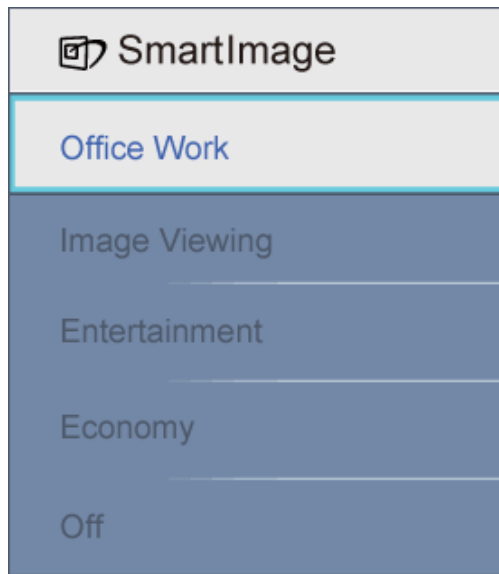 SmartImage
Office Work
Image Viewing
Entertainment
Economy
Off